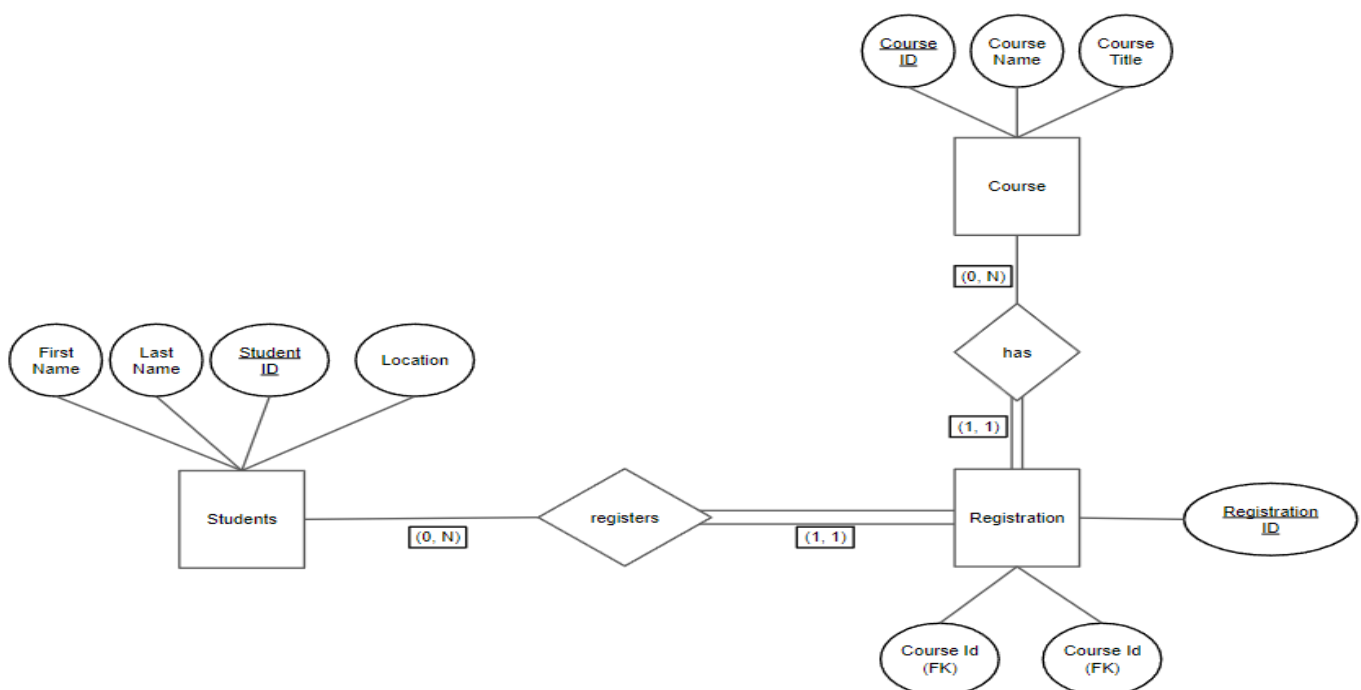 Course
ID
Course
Name
Course
Title
Course
(0, N)
First
Name
Last
Name
Student
ID
Location
has
(1, 1)
Students
registers
Registration
Registration
ID
(0, N)
(1, 1)
Course Id
(FK)
Course Id
(FK)